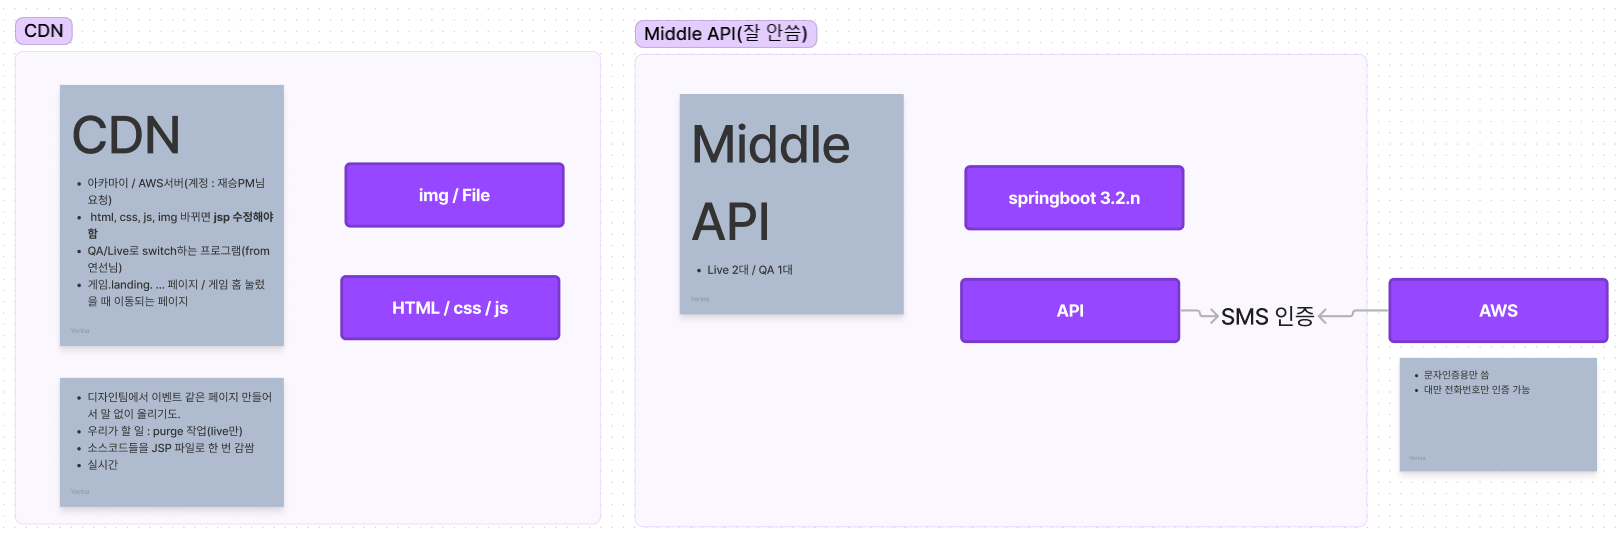 CDN
CDN
아카마이 / AWS서버(계정 : 재승PM님
요청)
html, css, js, img 바뀌면 jsp 수정해야
함
QA/Live로 switch하는 프로그램(from
연선님)
게임.landing. ... 페이지 / 게임 홈 눌렀
을 때 이동되는 페이지
Yerina
디자인팀에서 이벤트 같은 페이지 만들어
서 말 없이 올리기도.
우리가 할 일 : purge 작업(live만)
소스코드들을 JSP 파일로 한 번 감쌈
실시간
Yerina
img / File
HTML / css / js
Middle API(잘 안씀)
Middle
API
Live 2대 / QA 1대
Yerina
springboot 3.2.n
API
SMS 인증
AWS
문자인증용만 씀
대만 전화번호만 인증 가능
Yerina